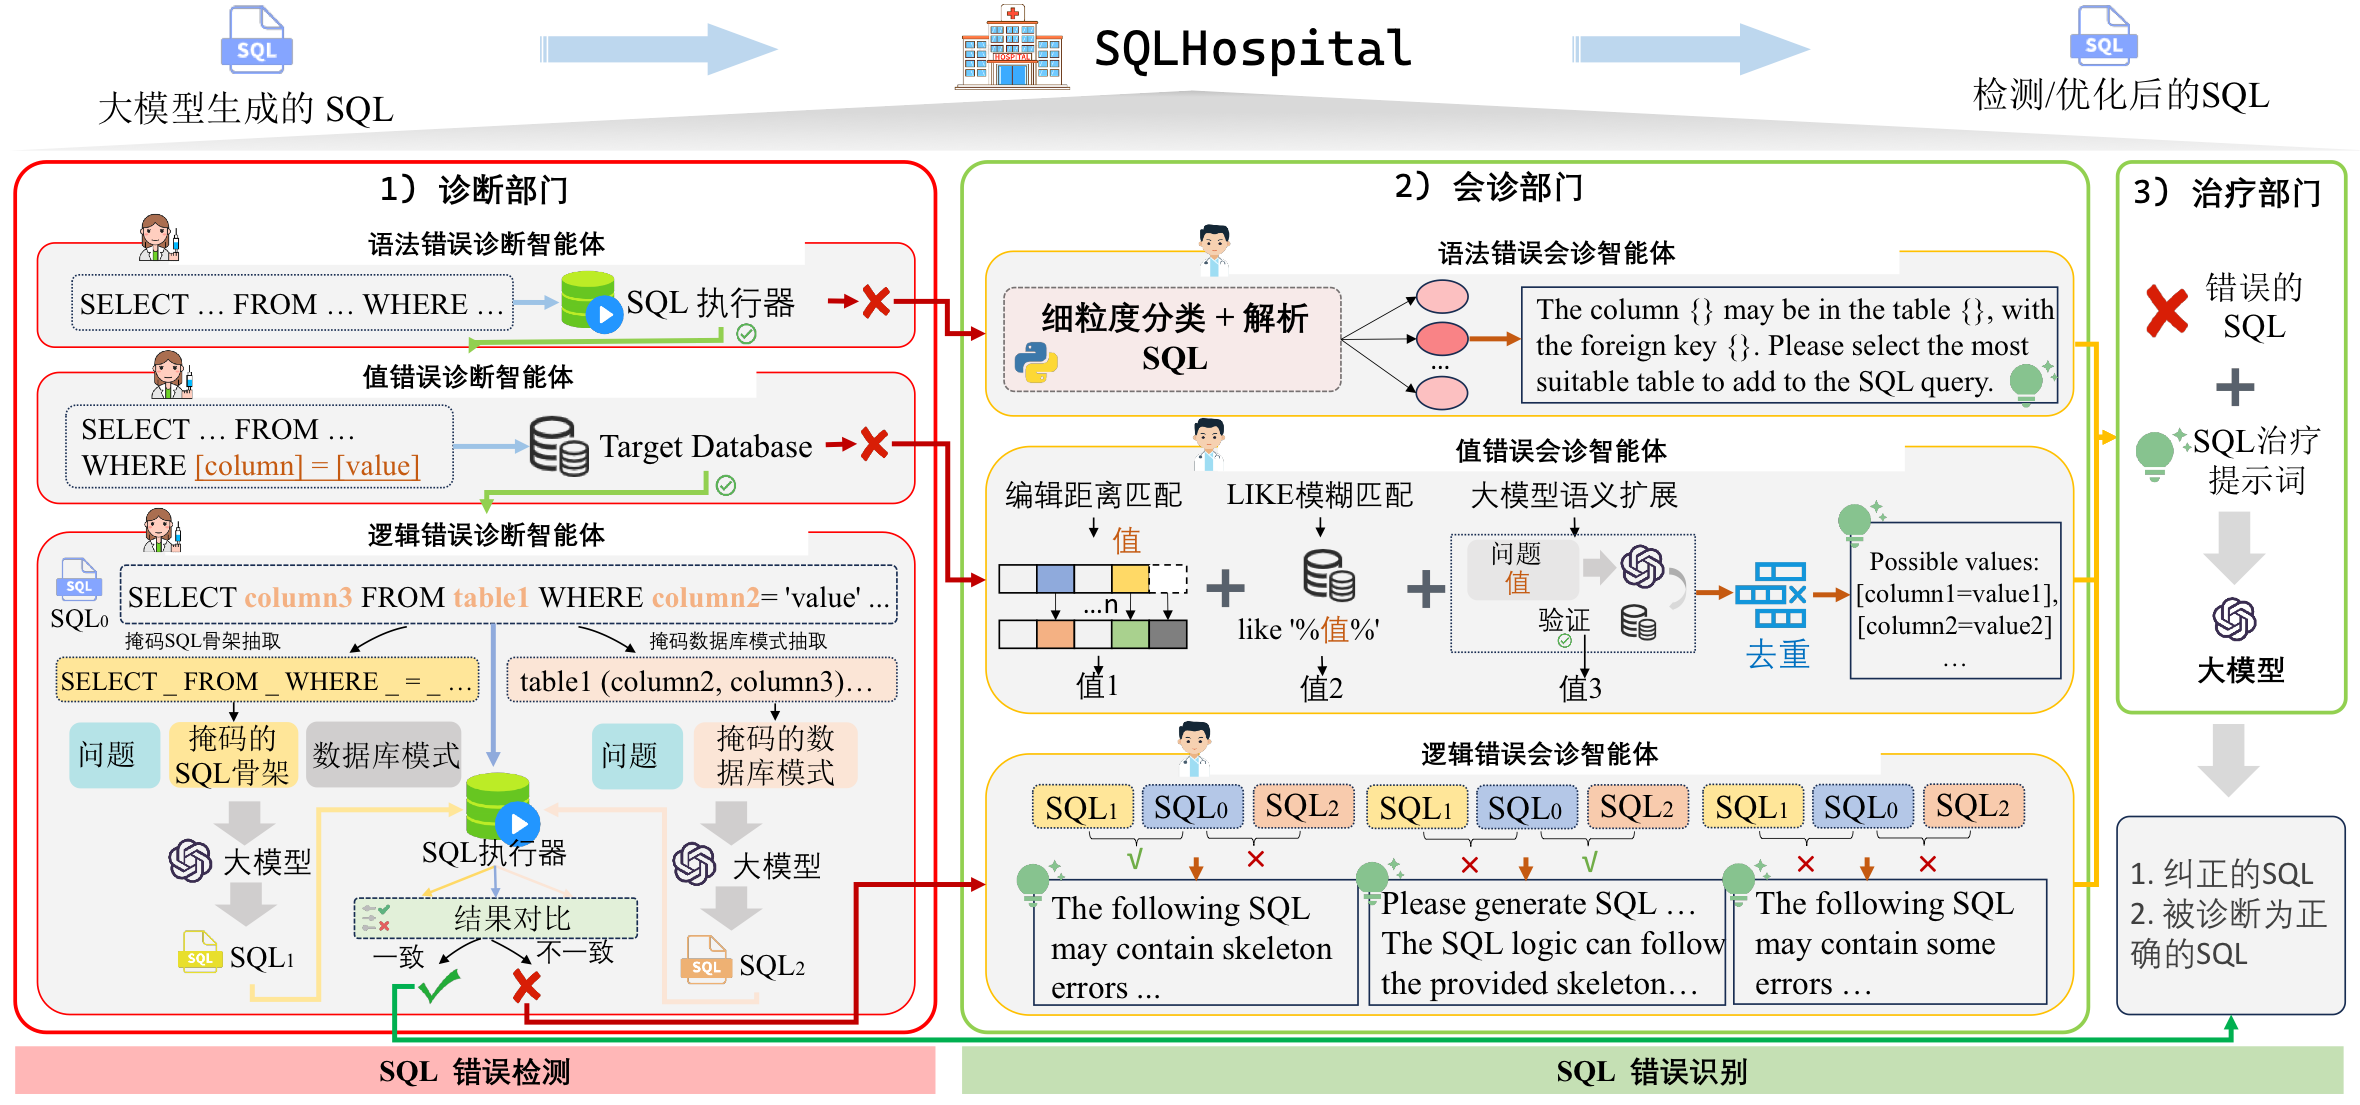 SQL
大模型生成的 SQL
HOSPITAL
SQLHospital
SQL
检测/优化后的SQL
1) 诊断部门
语法错误诊断智能体
SELECT … FROM … WHERE …
SQL 执行器
值错误诊断智能体
SELECT … FROM …
WHERE [column] = [value]
Target Database
逻辑错误诊断智能体
SQL
SQL0
SELECT column3 FROM table1 WHERE column2= 'value' ...
掩码SQL骨架抽取
掩码数据库模式抽取
SELECT _ FROM _ WHERE _ = _ …
table1 (column2, column3)…
问题
掩码的
SQL骨架
数据库模式
问题
掩码的数
据库模式
大模型
SQL执行器
大模型
结果对比
一致
不一致
SQL
SQL1
SQL
SQL2
SQL 错误检测
2) 会诊部门
语法错误会诊智能体
细粒度分类 + 解析
SQL
...
The column {} may be in the table {}, with
the foreign key {}. Please select the most
suitable table to add to the SQL query.
值错误会诊智能体
编辑距离匹配
值
...n
值1
LIKE模糊匹配
like '%值%'
值2
大模型语义扩展
问题
值
验证
值3
去重
Possible values:
[column1=value1],
[column2=value2]
…
逻辑错误会诊智能体
SQL1 SQL0 SQL2
√ ×
The following SQL
may contain skeleton
errors ...
SQL1 SQL0 SQL2
× √
Please generate SQL …
The SQL logic can follow
the provided skeleton…
SQL1 SQL0 SQL2
× ×
The following SQL
may contain some
errors …
3) 治疗部门
错误的
SQL
+
SQL治疗
提示词
大模型
1. 纠正的SQL
2. 被诊断为正
确的SQL
SQL 错误识别